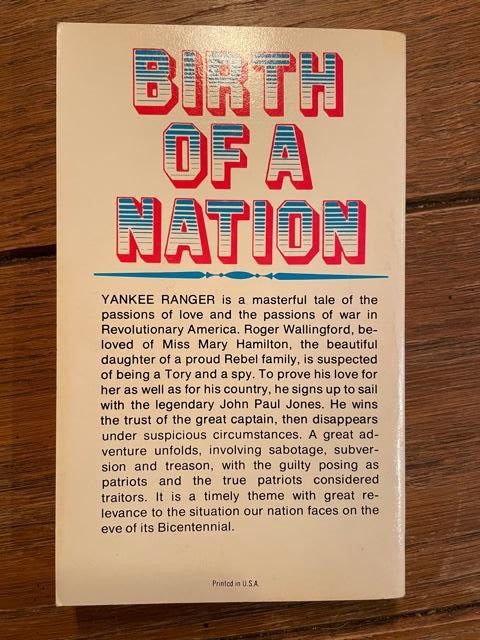 BIRTH
OF A
NATION
YANKEE RANGER is a masterful tale of the
passions of love and the passions of war in
Revolutionary America. Roger Wallingford, be-
loved of Miss Mary Hamilton, the beautiful
daughter of a proud Rebel family, is suspected
of being a Tory and a spy. To prove his love for
her as well as for his country, he signs up to sail
with the legendary John Paul Jones. He wins
the trust of the great captain, then disappears
under suspicious circumstances. A great ad-
venture unfolds, involving sabotage, subver-
sion and treason, with the guilty posing as
patriots and the true patriots considered
traitors. It is a timely theme with great re-
levance to the situation our nation faces on the
eve of its Bicentennial.
Printed in U.S.A.